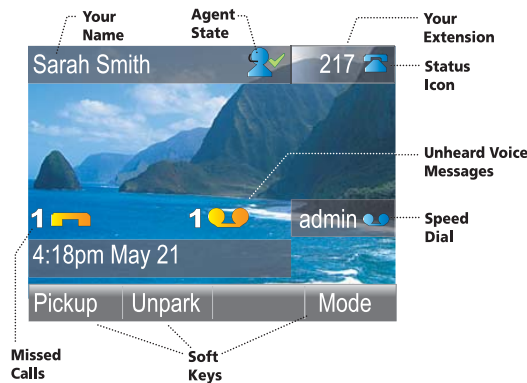 Your
Name
Agent
State
Your
Extension
Sarah Smith
217
Status
Icon
Unheard Voice
Messages
1
1
admin
Speed
Dial
4:18pm May 21
Pickup
Unpark
Mode
Missed
Calls
Soft
Keys